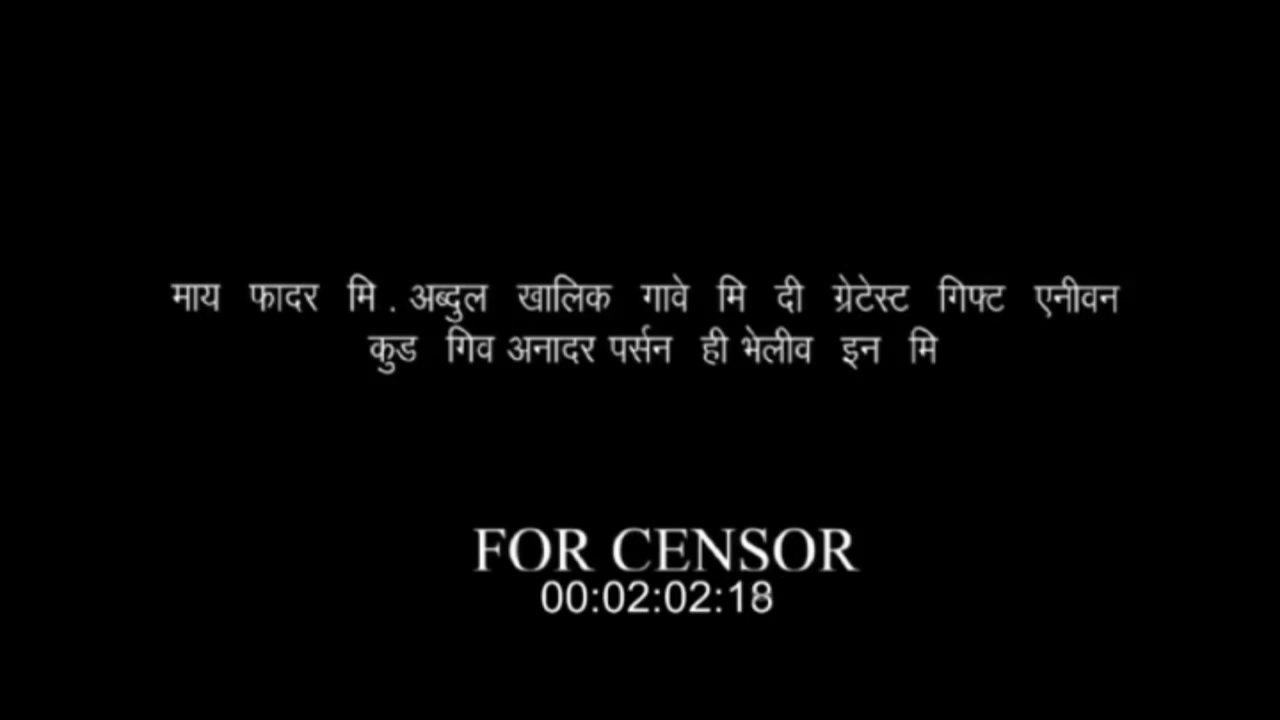 माय फादर मि . अब्दुल खालिक गावे मि दी ग्रेटेस्ट गिफ्ट एनीवन
कुड गिव अनादर पर्सन ही भेलीव इन मि
FOR CENSOR
00:02:02:18